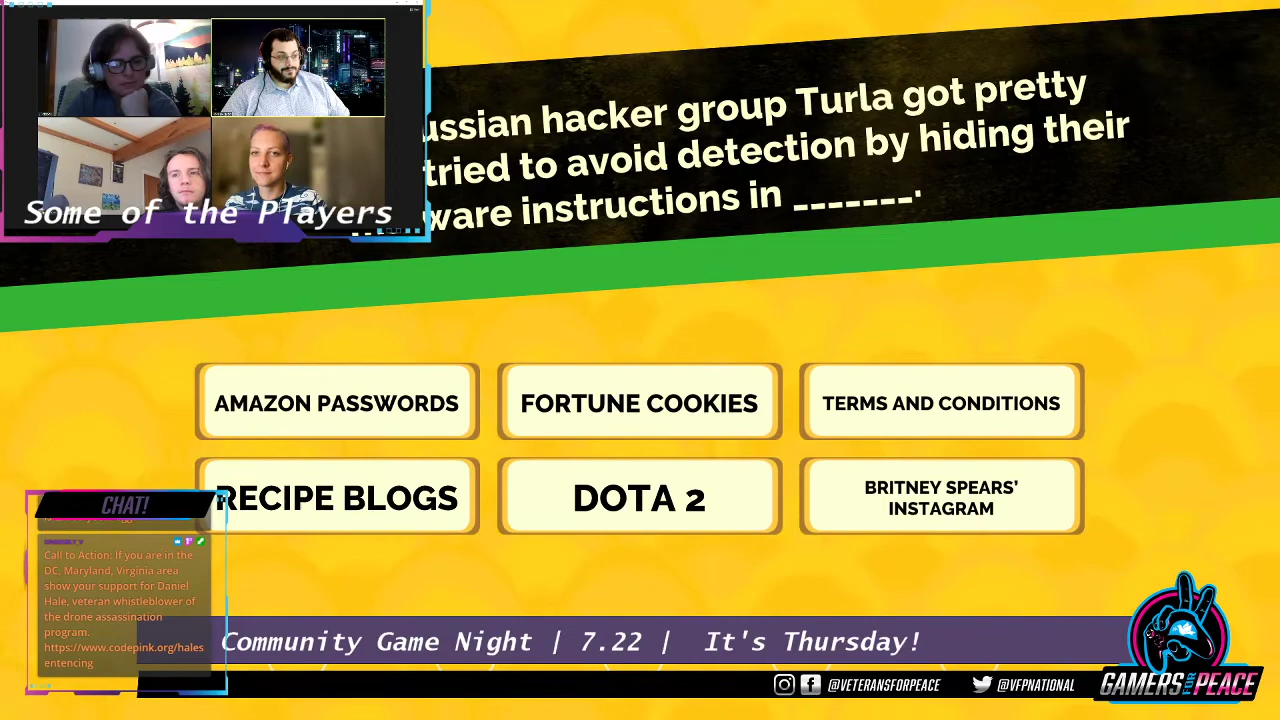 ussian hacker group Turla got pretty
tried to avoid detection by hiding their
ware instructions in _______.
Some of the Players
AMAZON PASSWORDS
FORTUNE COOKIES
TERMS AND CONDITIONS
RECIPE BLOGS
DOTA 2
BRITNEY SPEARS'
INSTAGRAM
CHAT!
Call to Action: If you are in the
DC, Maryland, Virginia area
show your support for Daniel
Hale, veteran whistleblower of
the drone assassination
program.
https://www.codepink.org/hales
entencing
Community Game Night | 7.22 | It's Thursday!
@VETERANSFORPEACE
@VFPNATIONAL
GAMERS FOR PEACE